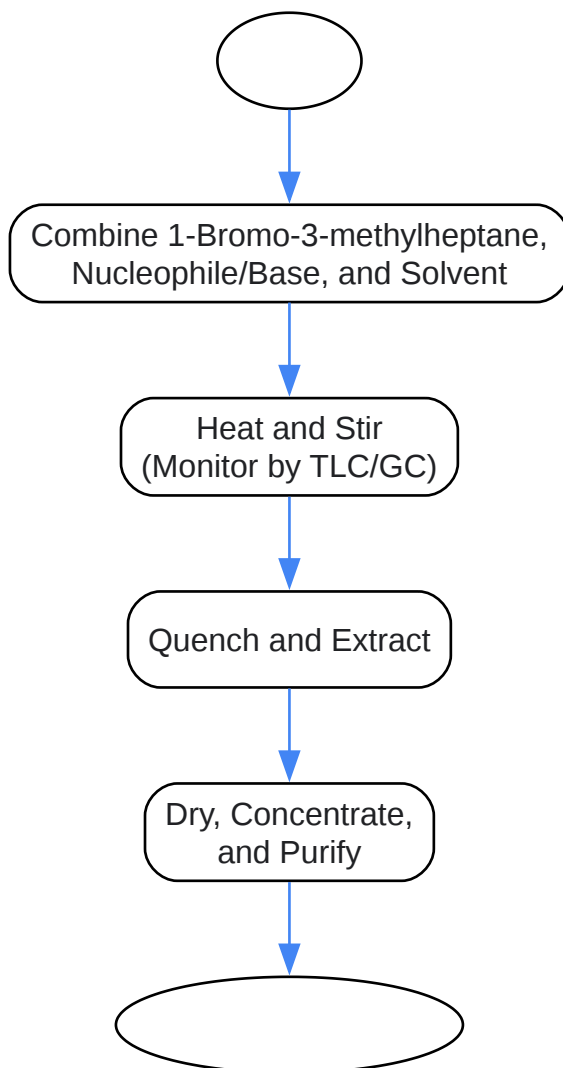 Combine 1-Bromo-3-methylheptane,
Nucleophile/Base, and Solvent
Heat and Stir
(Monitor by TLC/GC)
Quench and Extract
Dry, Concentrate,
and Purify